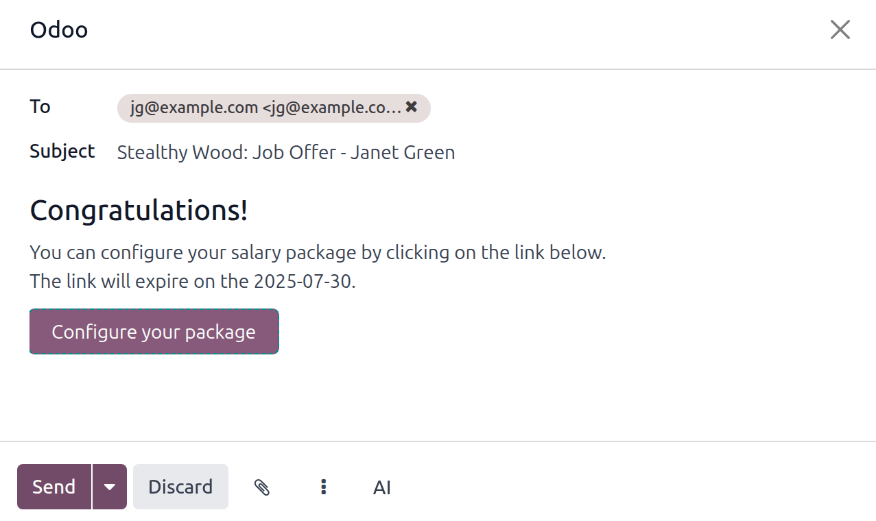 Odoo
To jg@example.com <jg@example.co...
Subject Stealthy Wood: Job Offer - Janet Green
Congratulations!
You can configure your salary package by clicking on the link below.
The link will expire on the 2025-07-30.
Configure your package
Send Discard AI